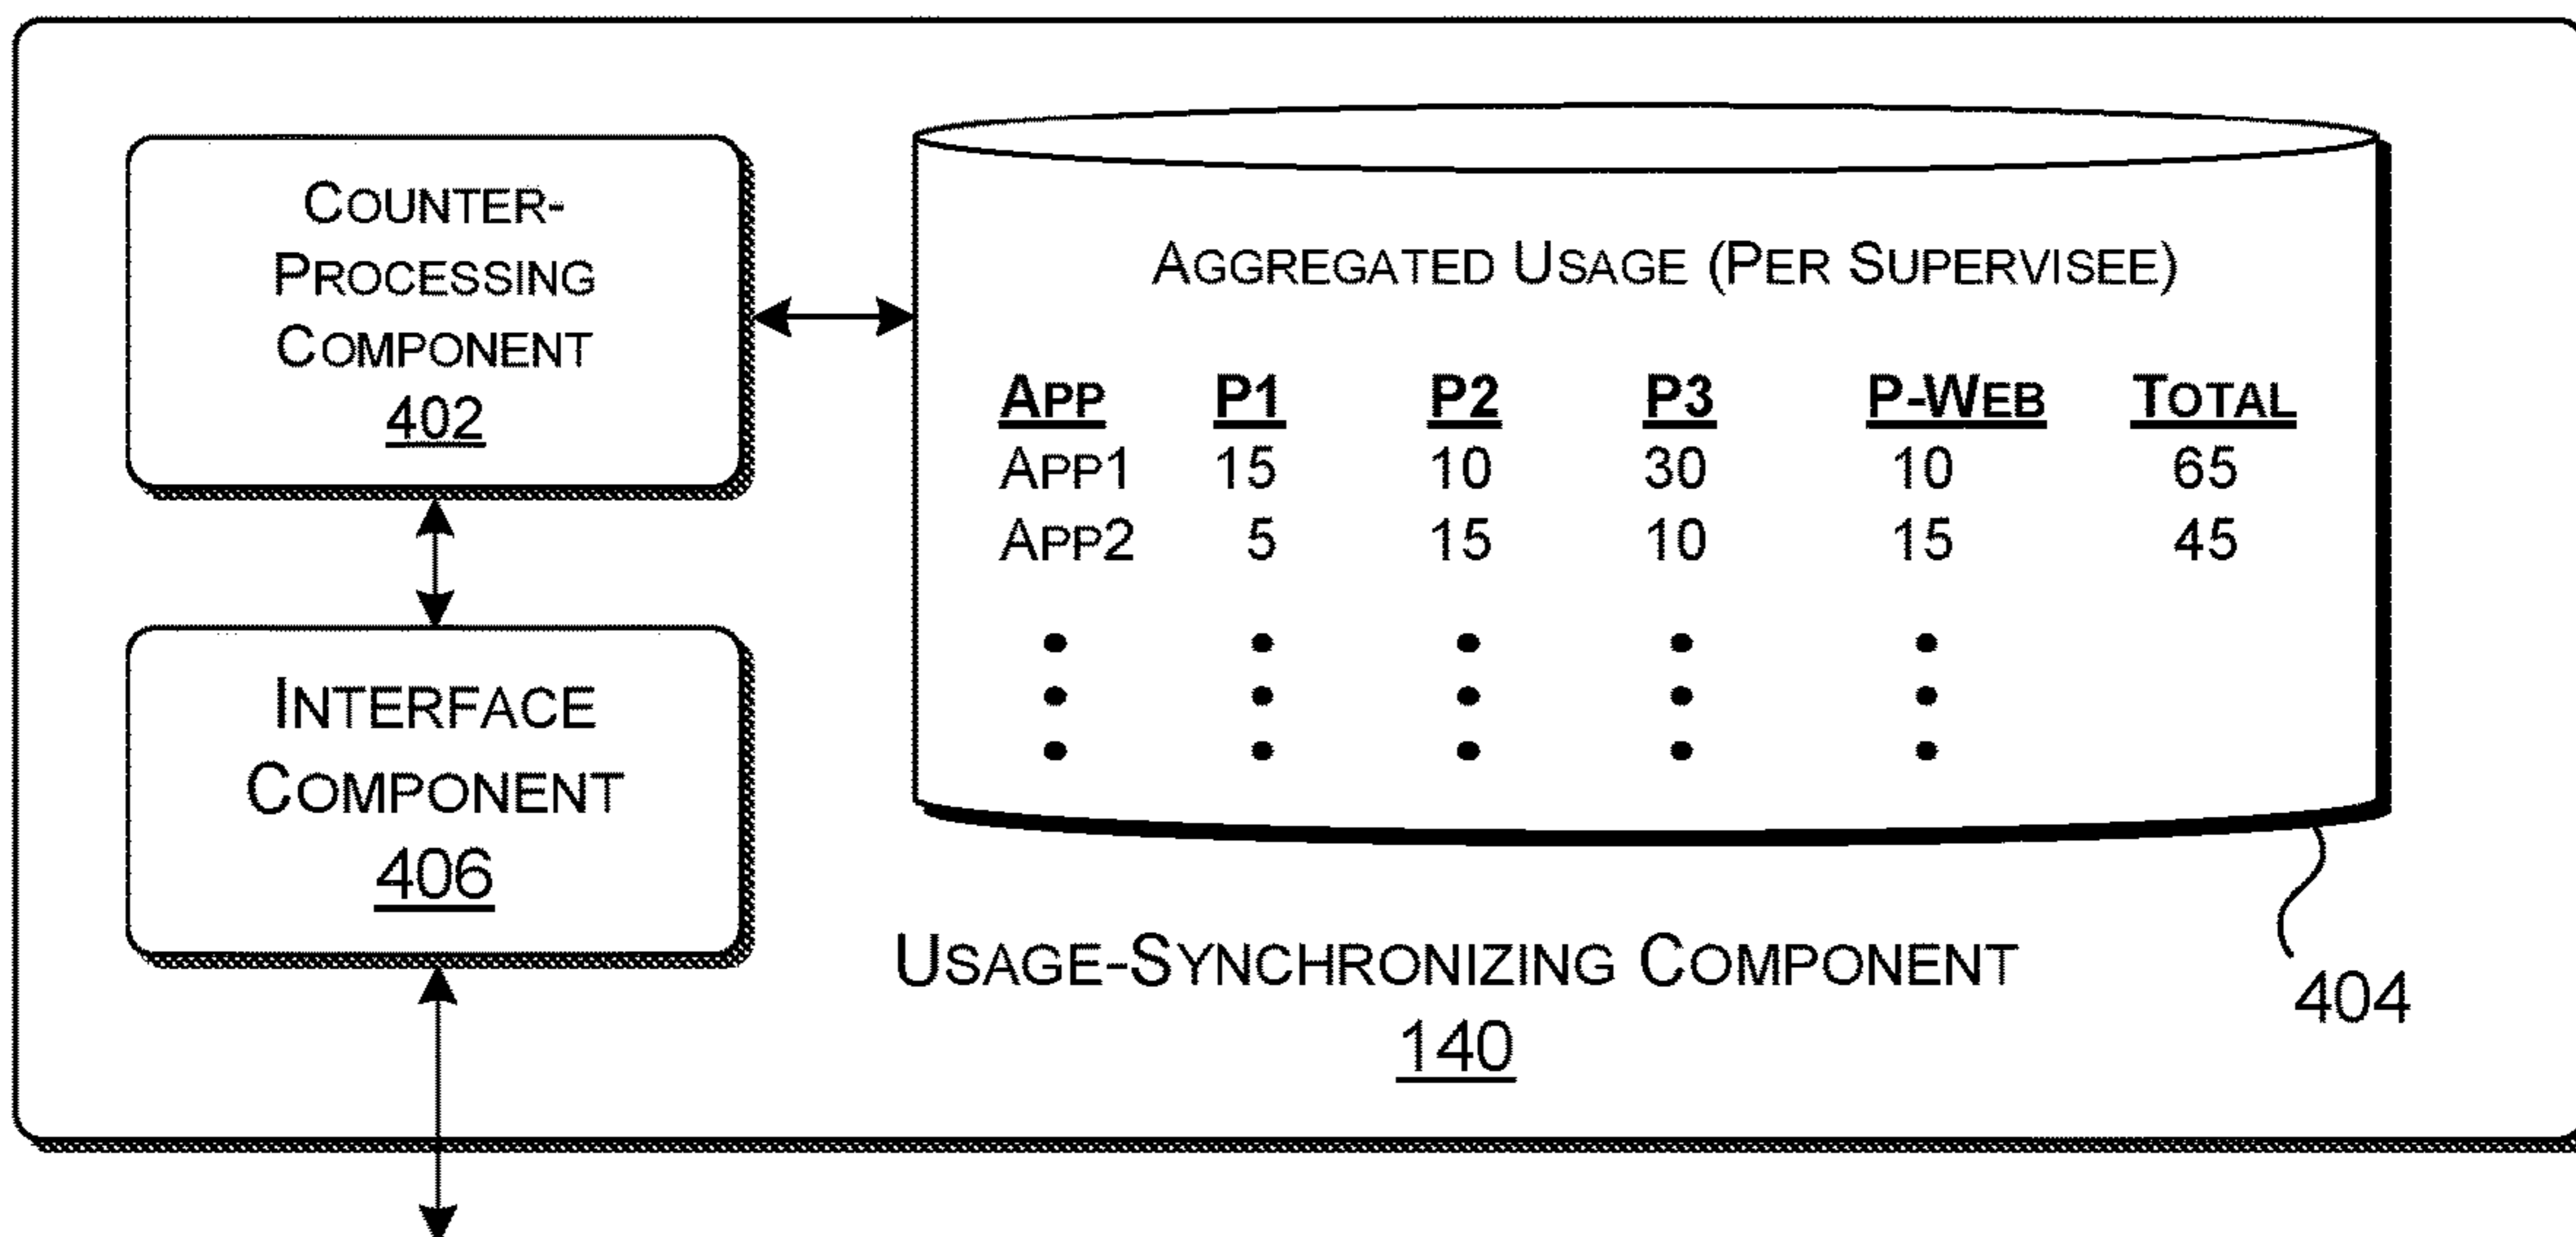 COUNTER-
PROCESSING
COMPONENT
402
INTERFACE
COMPONENT
406
AGGREGATED USAGE (PER SUPERVISEE)
APP P1 P2 P3 P-WEB TOTAL
APP1 15 10 30 10 65
APP2 5 15 10 15 45
USAGE-SYNCHRONIZING COMPONENT
140
404